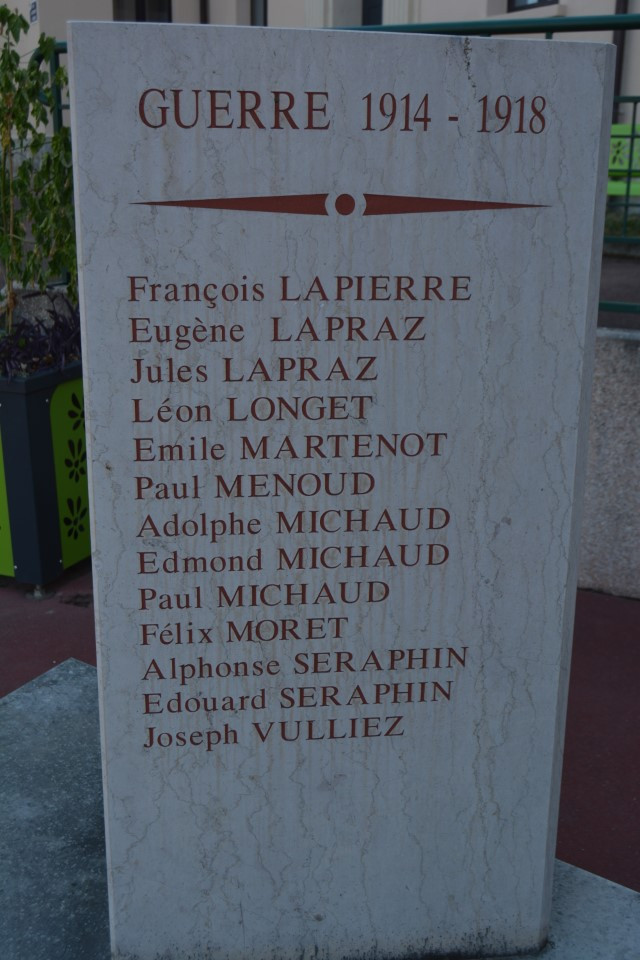 GUERRE 1914 - 1918
François LAPIERRE
Eugène LAPRAZ
Jules LAPRAZ
Léon LONGET
Emile MARTENOT
Paul MENOUD
Adolphe MICHAUD
Edmond MICHAUD
Paul MICHAUD
Félix MORET
Alphonse SERAPHIN
Edouard SERAPHIN
Joseph VULLIEZ